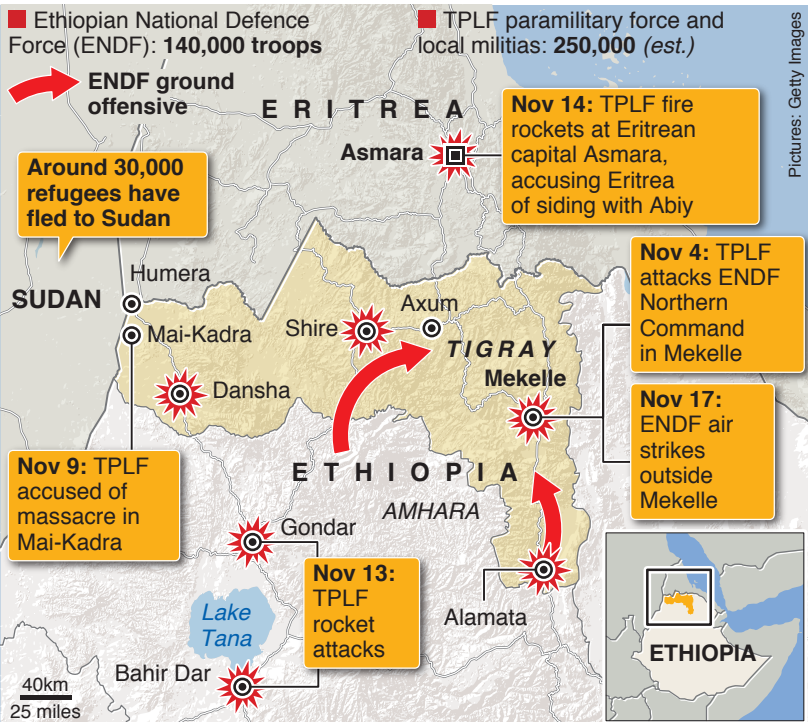 Ethiopian National Defence
Force (ENDF): 140,000 troops
TPLF paramilitary force and
local militias: 250,000 (est.)
ENDF ground
offensive
Pictures: Getty Images
ERITREA
Asmara
Nov 14: TPLF fire
rockets at Eritrean
capital Asmara,
accusing Eritrea
of siding with Abiy
Around 30,000
refugees have
fled to Sudan
Humera
SUDAN
Mai-Kadra
Shire
Axum
TIGRAY
Mekelle
Dansha
Nov 4: TPLF
attacks ENDF
Northern
Command
in Mekelle
Nov 17:
ENDF air
strikes
outside
Mekelle
Nov 9: TPLF
accused of
massacre in
Mai-Kadra
ETHIOPIA
AMHARA
Gondar
Nov 13:
TPLF
rocket
attacks
Lake
Tana
Alamata
Bahir Dar
40km
25 miles
ETHIOPIA